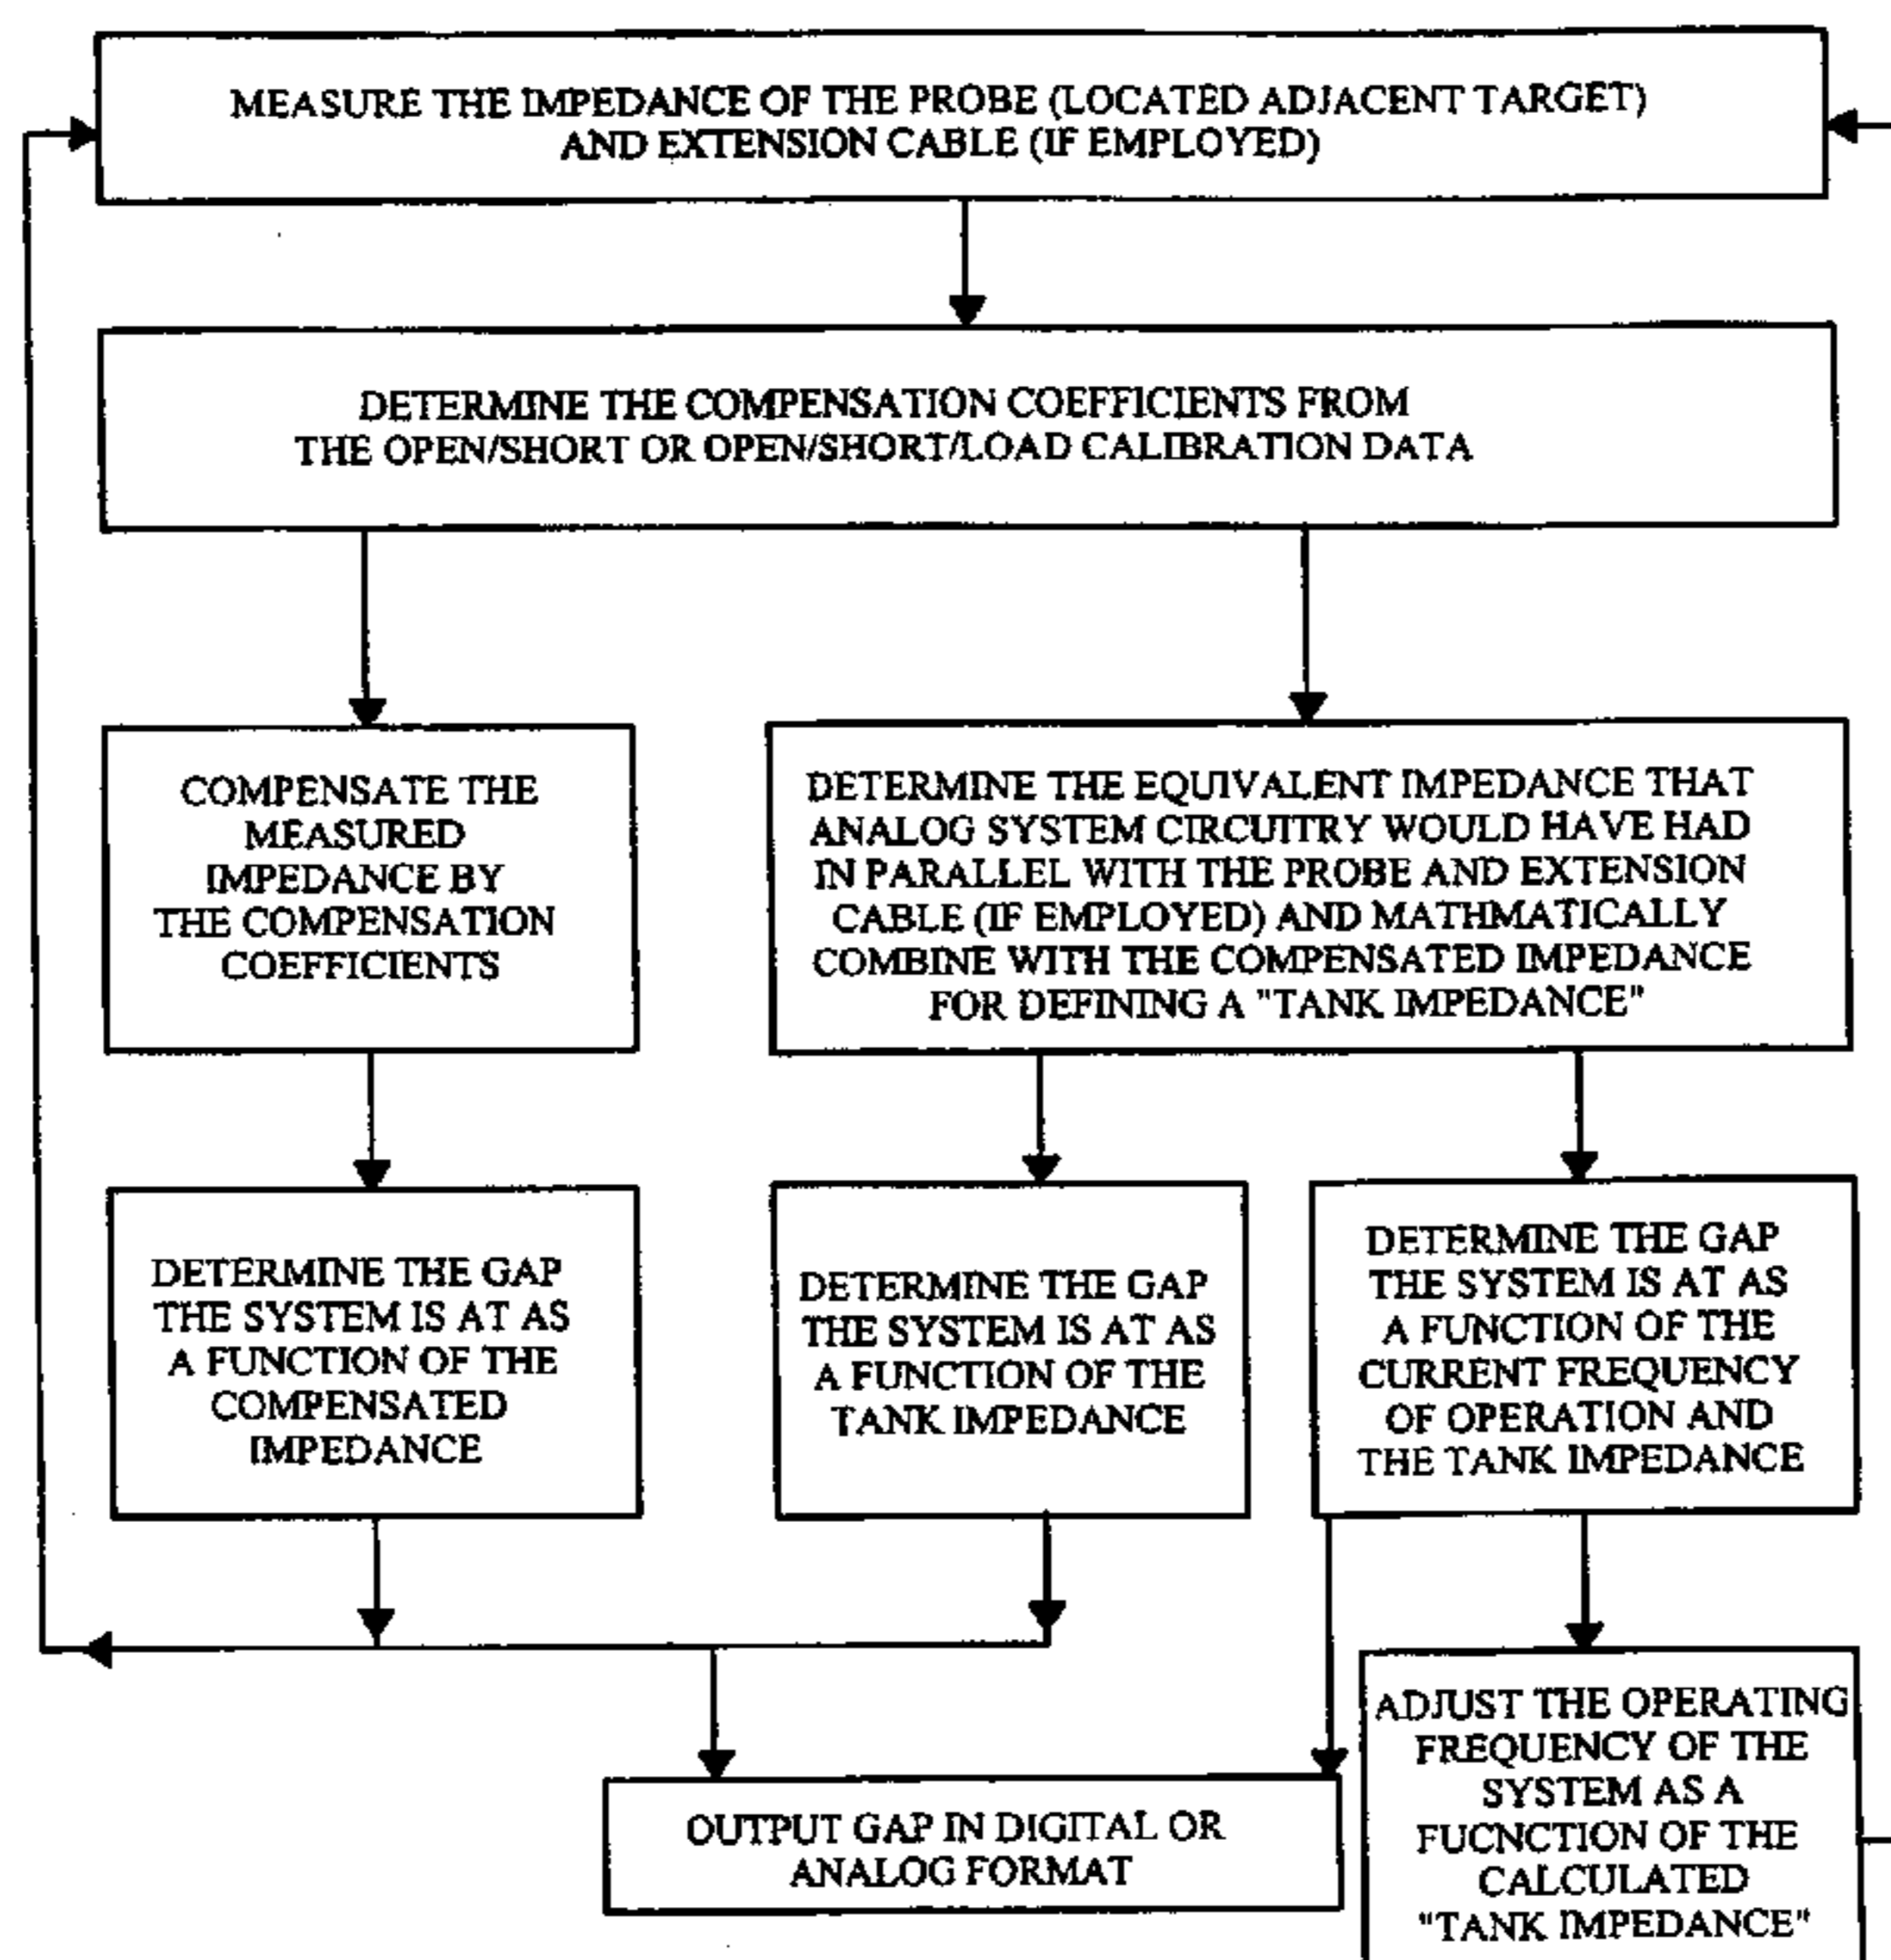 MEASURE THE IMPEDANCE OF THE PROBE (LOCATED ADJACENT TARGET)
AND EXTENSION CABLE (IF EMPLOYED)
DETERMINE THE COMPENSATION COEFFICIENTS FROM
THE OPEN/SHORT OR OPEN/SHORT/LOAD CALIBRATION DATA
COMPENSATE THE
MEASURED
IMPEDANCE BY
THE COMPENSATION
COEFFICIENTS
DETERMINE THE EQUIVALENT IMPEDANCE THAT
ANALOG SYSTEM CIRCUITRY WOULD HAVE HAD
IN PARALLEL WITH THE PROBE AND EXTENSION
CABLE (IF EMPLOYED) AND MATHMATICALLY
COMBINE WITH THE COMPENSATED IMPEDANCE
FOR DEFINING A "TANK IMPEDANCE"
DETERMINE THE GAP
THE SYSTEM IS AT AS
A FUNCTION OF THE
COMPENSATED
IMPEDANCE
DETERMINE THE GAP
THE SYSTEM IS AT AS
A FUNCTION OF THE
TANK IMPEDANCE
DETERMINE THE GAP
THE SYSTEM IS AT AS
A FUNCTION OF THE
CURRENT FREQUENCY
OF OPERATION AND
THE TANK IMPEDANCE
OUTPUT GAP IN DIGITAL OR
ANALOG FORMAT
ADJUST THE OPERATING
FREQUENCY OF THE
SYSTEM AS A
FUCNCTION OF THE
CALCULATED
"TANK IMPEDANCE"